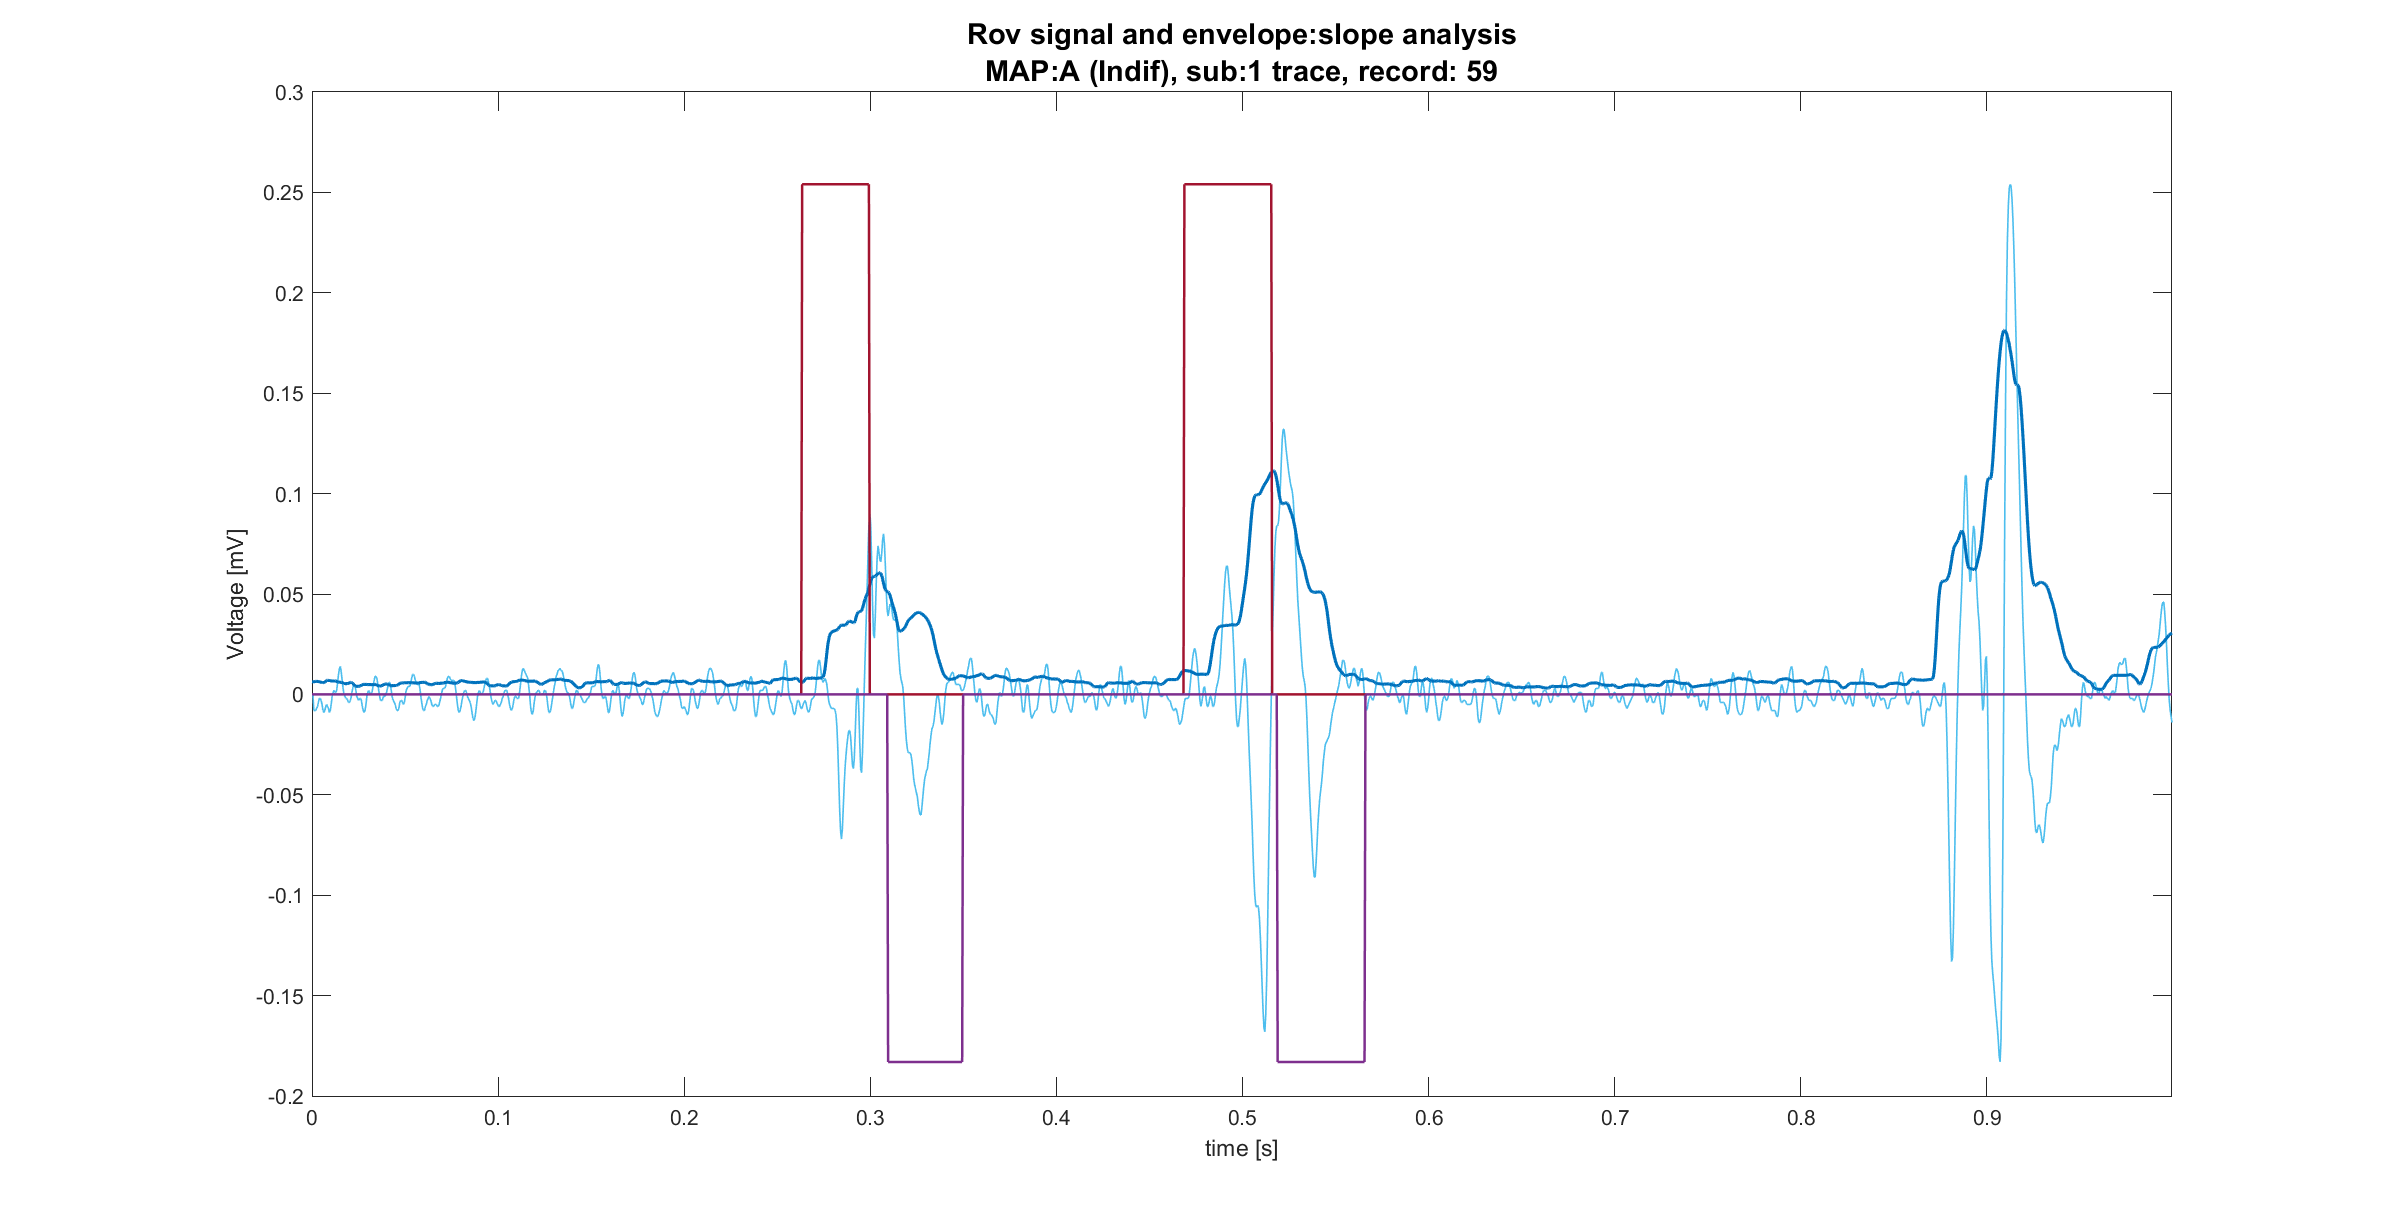 Rov signal and envelope:slope analysis
MAP:A (Indif), sub:1 trace, record: 59
0.3
0.25
0.2
0.15
0.1
0.05
0
-0.05
-0.1
-0.15
-0.2
Voltage [mV]
0 0.1 0.2 0.3 0.4 0.5 0.6 0.7 0.8 0.9
time [s]